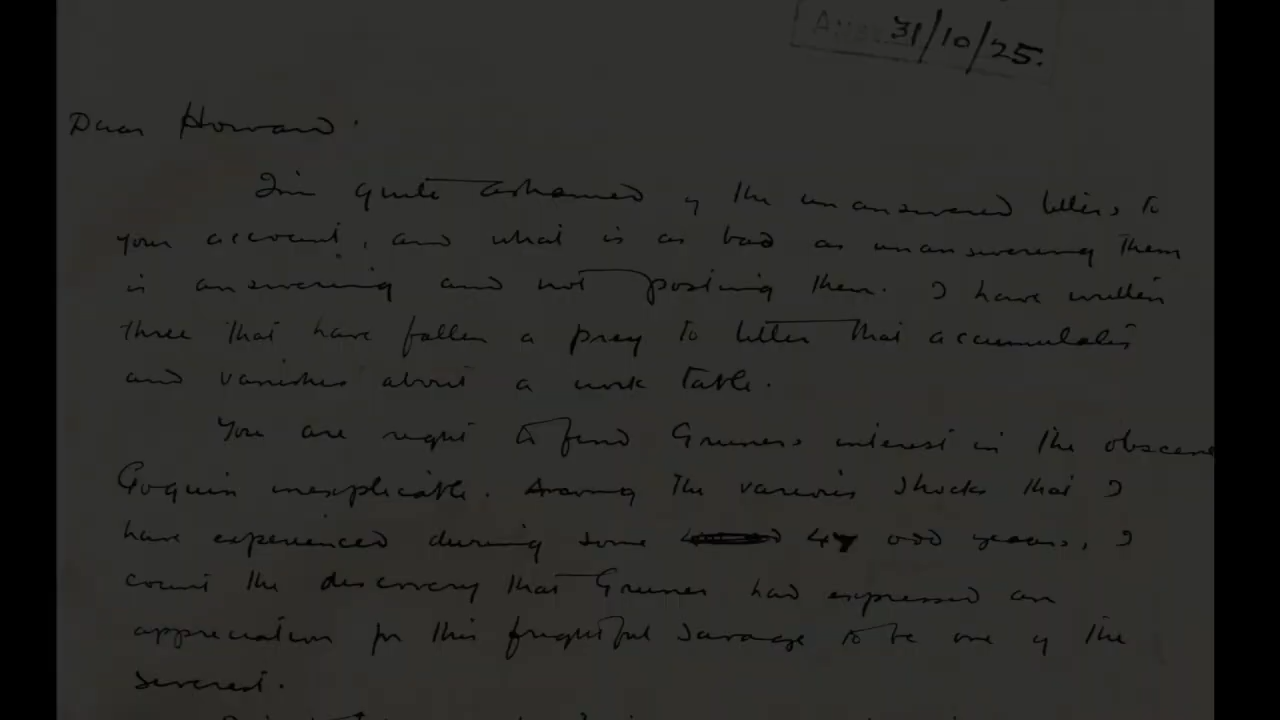 31/10/25.
Dear Howard.
I'm quite ashamed of the unanswered letters to
your account, and what is as bad as unanswering them
is answering and not posting them. I have written
three that have fallen a prey to litter that accumulates
and vanishes about a work table.
You are right to find Gruner's interest in the obscene
Goguin inexplicable. Among the various shocks that I
have experienced during some 47 odd years, I
count the discovery that Gruner had expressed an
appreciation for this frightful savage to be one of the
severest.